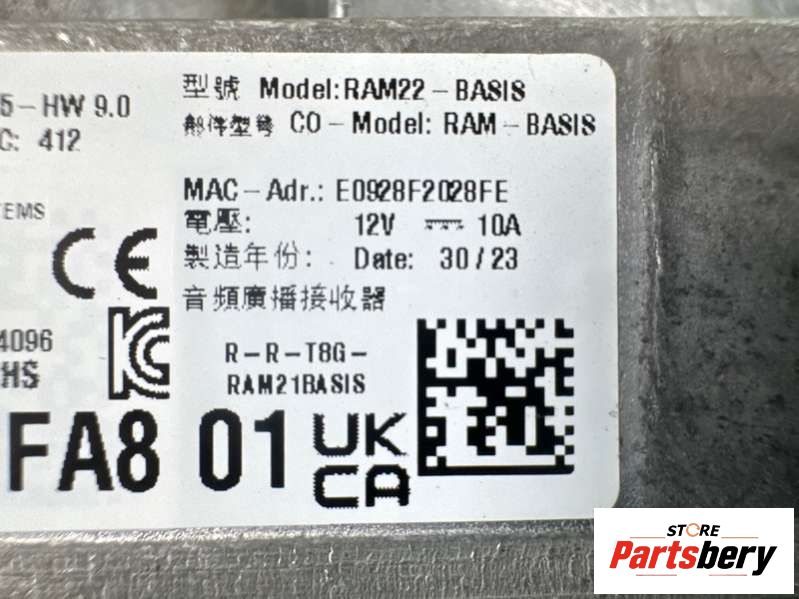 5-HW 9.0
C: 412
EMS
4096
HS
FA8 01
型號 Model:RAM22-BASIS
CO-Model: RAM-BASIS
MAC-Adr.: E0928F2028FE
電壓: 12V 10A
製造年份: Date: 30/23
音頻廣播接收器
R-R-T8G-
RAM21BASIS
CE
UK
CA
STORE
Partsbery